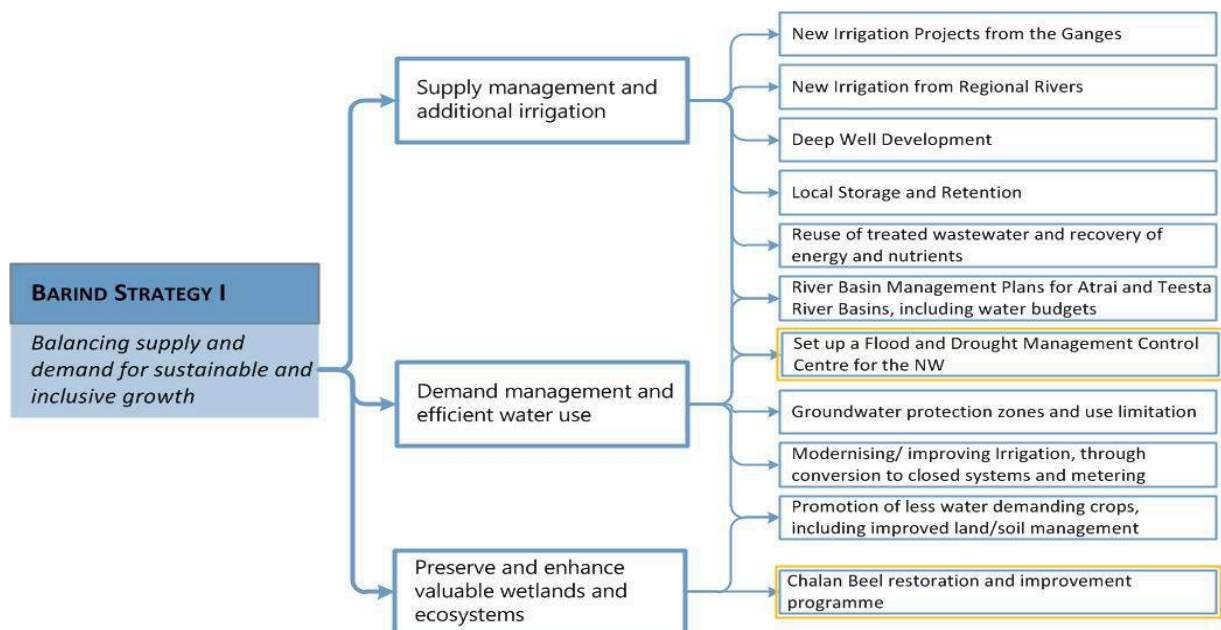 BARIND STRATEGY I
Balancing supply and
demand for sustainable and
inclusive growth
Supply management and
additional irrigation
Demand management and
efficient water use
Preserve and enhance
valuable wetlands and
ecosystems
New Irrigation Projects from the Ganges
New Irrigation from Regional Rivers
Deep Well Development
Local Storage and Retention
Reuse of treated wastewater and recovery of
energy and nutrients
River Basin Management Plans for Atrai and Teesta
River Basins, including water budgets
Set up a Flood and Drought Management Control
Centre for the NW
Groundwater protection zones and use limitation
Modernising/ improving Irrigation, through
conversion to closed systems and metering
Promotion of less water demanding crops,
including improved land/soil management
Chalan Beel restoration and improvement
programme